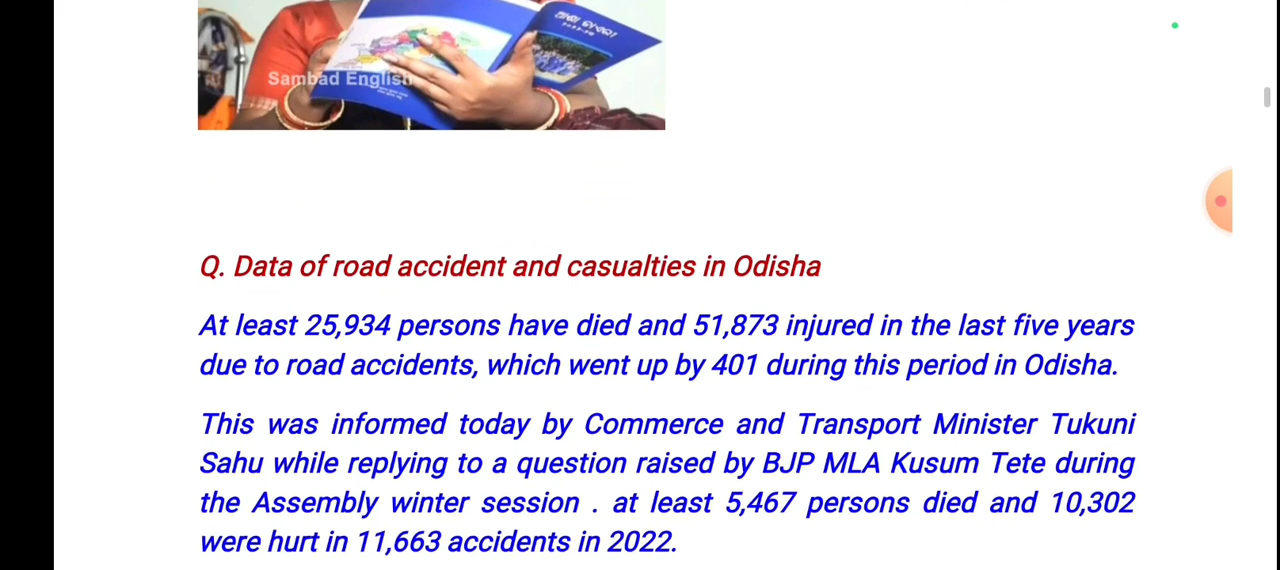 ଆଶା ଡାଏରୀ
Sambad English
Q. Data of road accident and casualties in Odisha
At least 25,934 persons have died and 51,873 injured in the last five years
due to road accidents, which went up by 401 during this period in Odisha.
This was informed today by Commerce and Transport Minister Tukuni
Sahu while replying to a question raised by BJP MLA Kusum Tete during
the Assembly winter session . at least 5,467 persons died and 10,302
were hurt in 11,663 accidents in 2022.